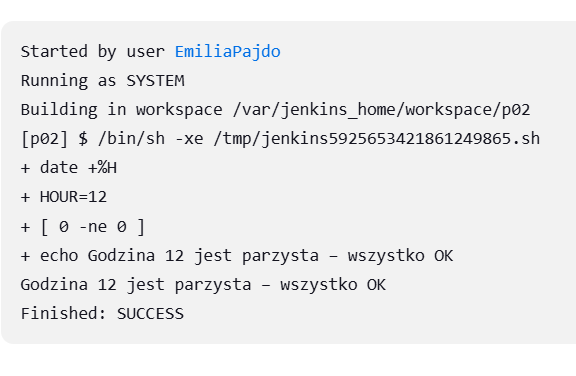 Started by user EmiliaPajdo
Running as SYSTEM
Building in workspace /var/jenkins_home/workspace/p02
[p02] $ /bin/sh -xe /tmp/jenkins5925653421861249865.sh
+ date +%H
+ HOUR=12
+ [ 0 -ne 0 ]
+ echo Godzina 12 jest parzysta – wszystko OK
Godzina 12 jest parzysta – wszystko OK
Finished: SUCCESS